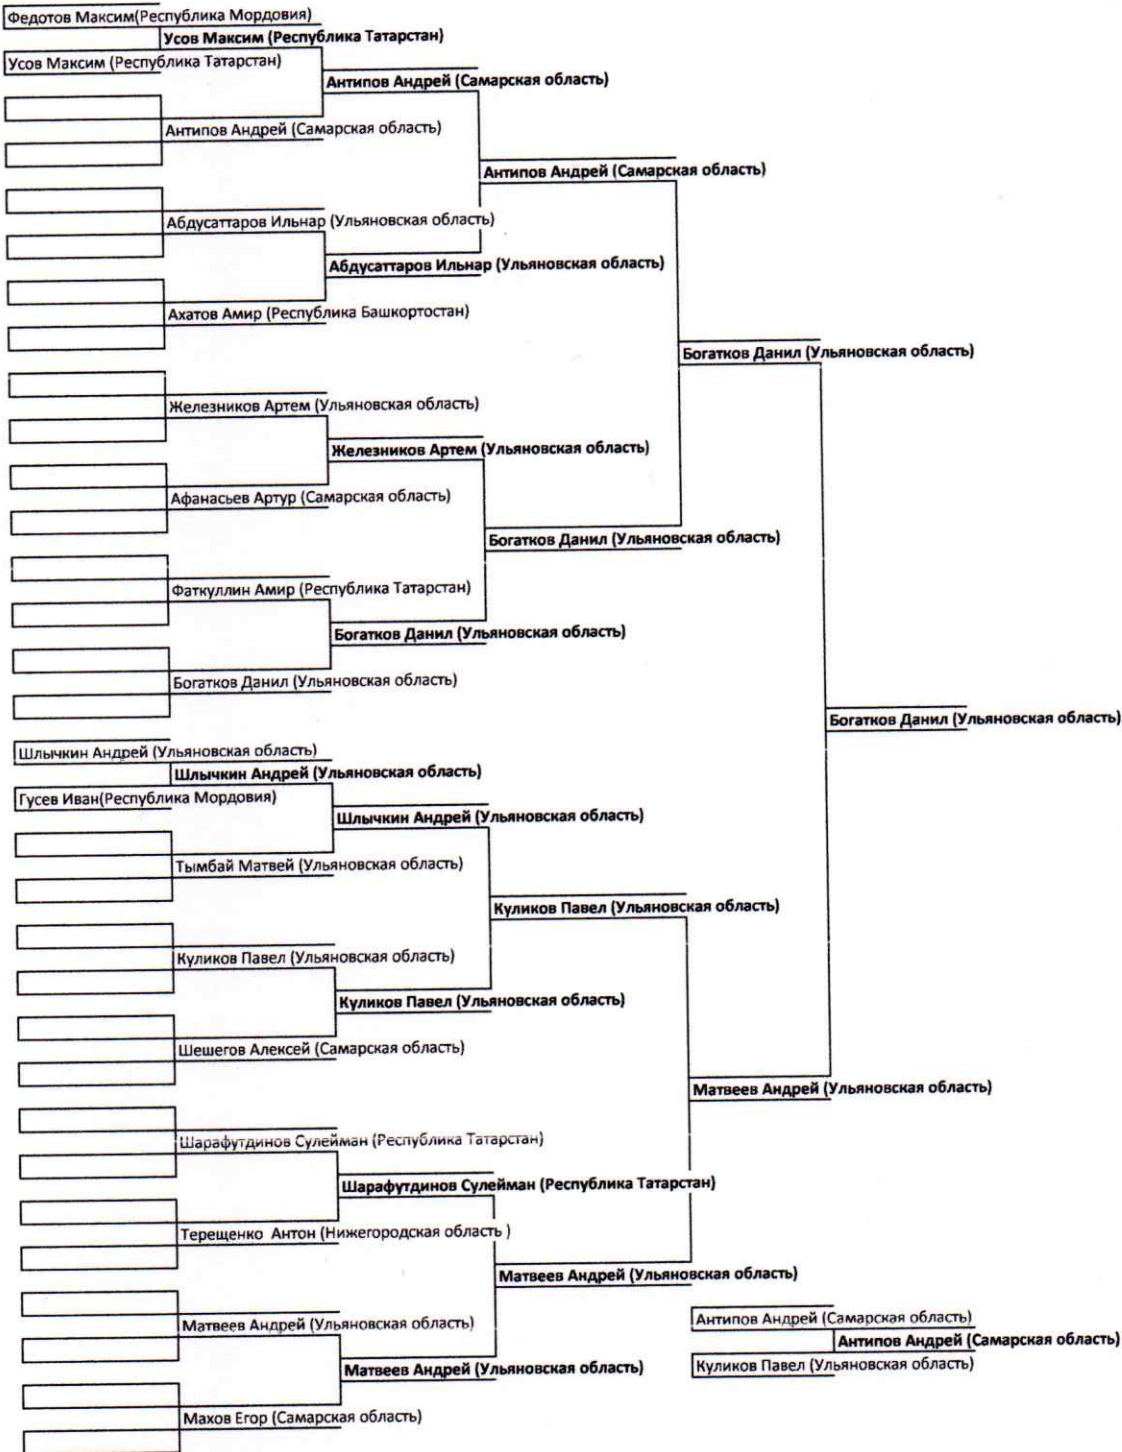 Федотов Максим(Республика Мордовия)
Усов Максим (Республика Татарстан)
Усов Максим (Республика Татарстан)
Антипов Андрей (Самарская область)
Антипов Андрей (Самарская область)
Антипов Андрей (Самарская область)
Абдусаттаров Ильнар (Ульяновская область)
Абдусаттаров Ильнар (Ульяновская область)
Ахатов Амир (Республика Башкортостан)
Богатков Данил (Ульяновская область)
Железников Артем (Ульяновская область)
Железников Артем (Ульяновская область)
Афанасьев Артур (Самарская область)
Богатков Данил (Ульяновская область)
Фаткуллин Амир (Республика Татарстан)
Богатков Данил (Ульяновская область)
Богатков Данил (Ульяновская область)
Богатков Данил (Ульяновская область)
Шлычкин Андрей (Ульяновская область)
Шлычкин Андрей (Ульяновская область)
Гусев Иван(Республика Мордовия)
Шлычкин Андрей (Ульяновская область)
Тымбай Матвей (Ульяновская область)
Куликов Павел (Ульяновская область)
Куликов Павел (Ульяновская область)
Куликов Павел (Ульяновская область)
Шешегов Алексей (Самарская область)
Матвеев Андрей (Ульяновская область)
Шарафутдинов Сулейман (Республика Татарстан)
Шарафутдинов Сулейман (Республика Татарстан)
Терещенко Антон (Нижегородская область )
Матвеев Андрей (Ульяновская область)
Антипов Андрей (Самарская область)
Матвеев Андрей (Ульяновская область)
Антипов Андрей (Самарская область)
Куликов Павел (Ульяновская область)
Матвеев Андрей (Ульяновская область)
Махов Егор (Самарская область)